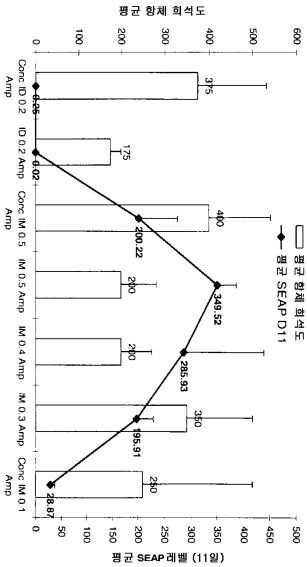 평균 항체 희석도
0 100 200 300 400 500 600
평균 항체 희석도
평균 SEAP D11
375
175
400
200
200
350
250
0.25
0.02
200.22
349.52
285.93
195.91
28.87
Conc ID 0.2 Amp
ID 0.2 Amp
Conc IM 0.5 Amp
IM 0.5 Amp
IM 0.4 Amp
IM 0.3 Amp
Conc IM 0.1 Amp
0 50 100 150 200 250 300 350 400 450 500
평균 SEAP 레벨 (11일)